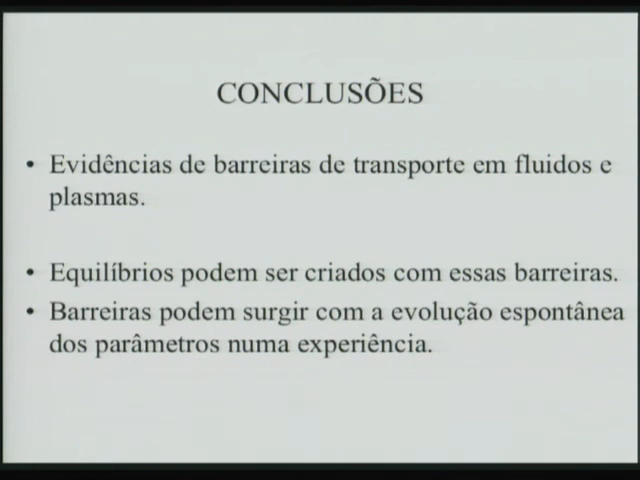 CONCLUSÕES
• Evidências de barreiras de transporte em fluidos e
plasmas.
• Equilíbrios podem ser criados com essas barreiras.
• Barreiras podem surgir com a evolução espontânea
dos parâmetros numa experiência.